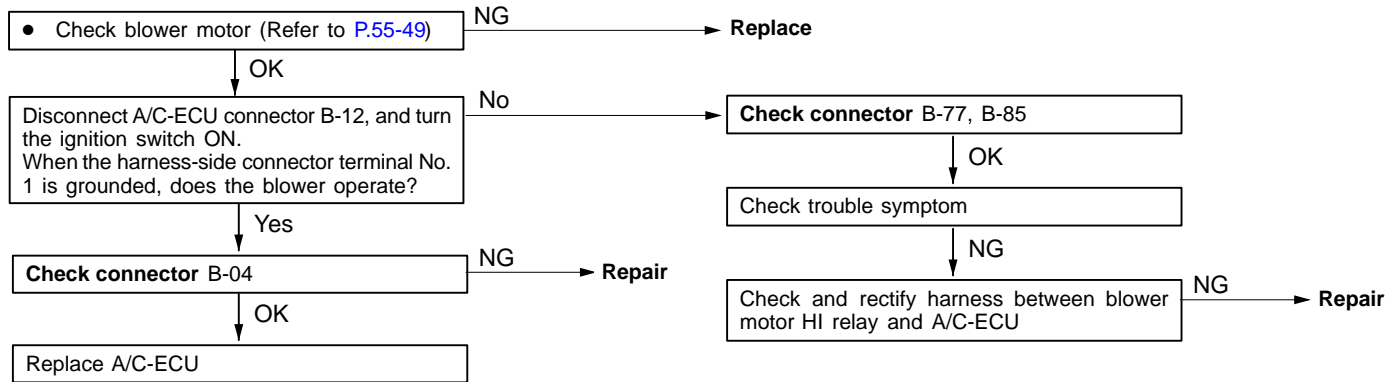 ● Check blower motor (Refer to P.55-49)
NG
Replace
OK
Disconnect A/C-ECU connector B-12, and turn
the ignition switch ON.
When the harness-side connector terminal No.
1 is grounded, does the blower operate?
No
Check connector B-77, B-85
OK
Check trouble symptom
NG
Check and rectify harness between blower
motor HI relay and A/C-ECU
NG
Repair
Yes
Check connector B-04
NG
Repair
OK
Replace A/C-ECU